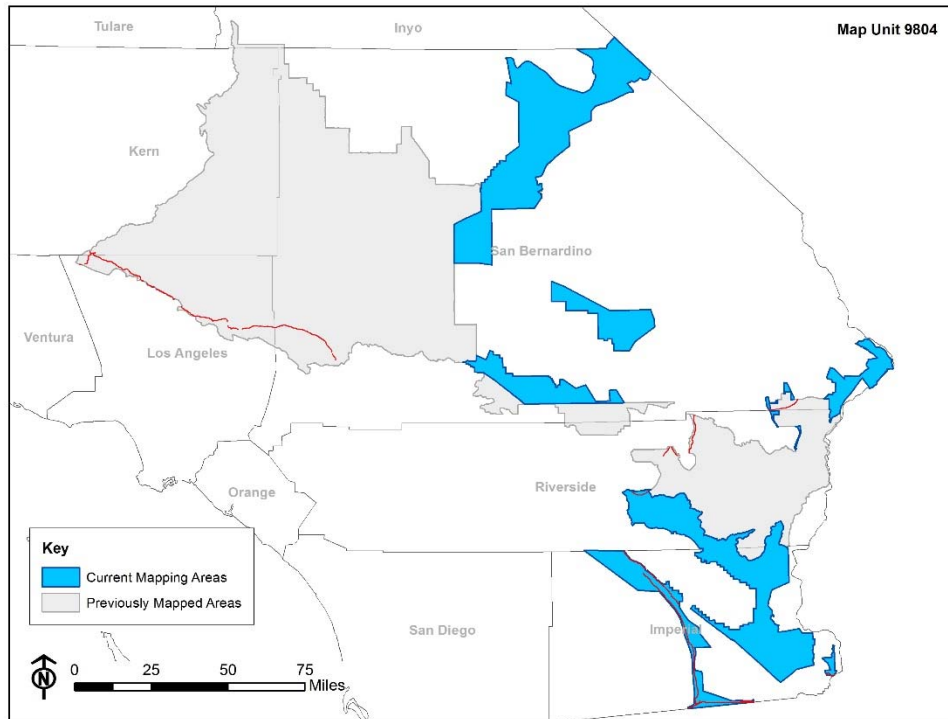 Tulare
Inyo
Map Unit 9804
Kern
San Bernardino
Ventura
Los Angeles
Orange
Riverside
Key
Current Mapping Areas
Previously Mapped Areas
San Diego
Imperial
N
0 25 50 75
Miles